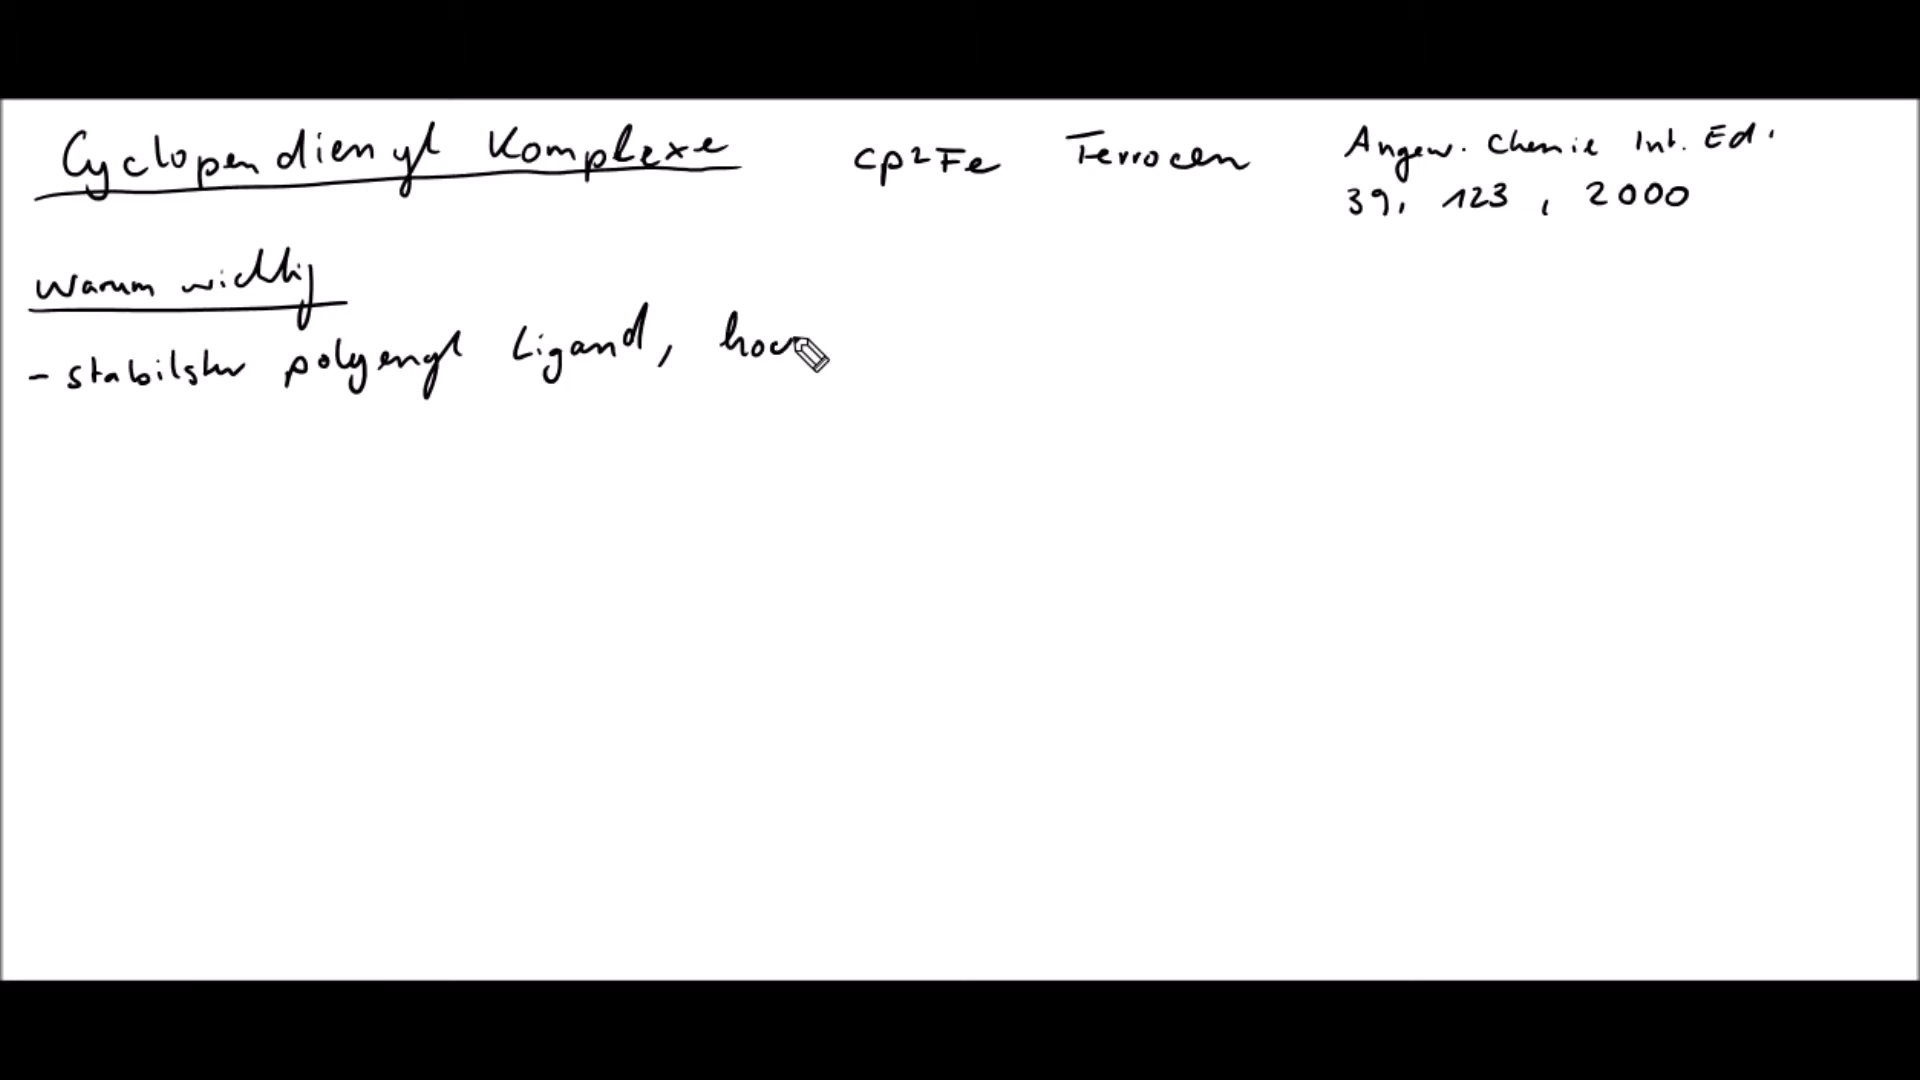 Cyclopendienyl Komplexe
cp2Fe Ferrocen
Angew. Chemie Int. Ed.
39, 123, 2000
Warum wichtig
- stabilster polyenyl Ligand,